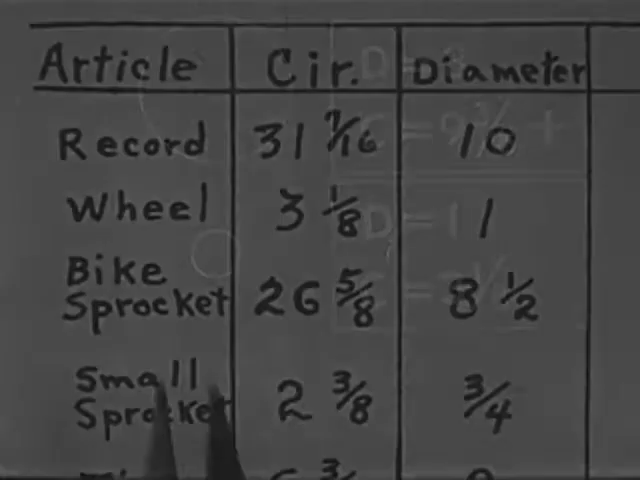 Article Cir. Diameter
Record 31 7/16 10
Wheel 3 1/8 1
Bike
Sprocket 26 5/8 8 1/2
Small
Sprocket 2 3/8 3/4